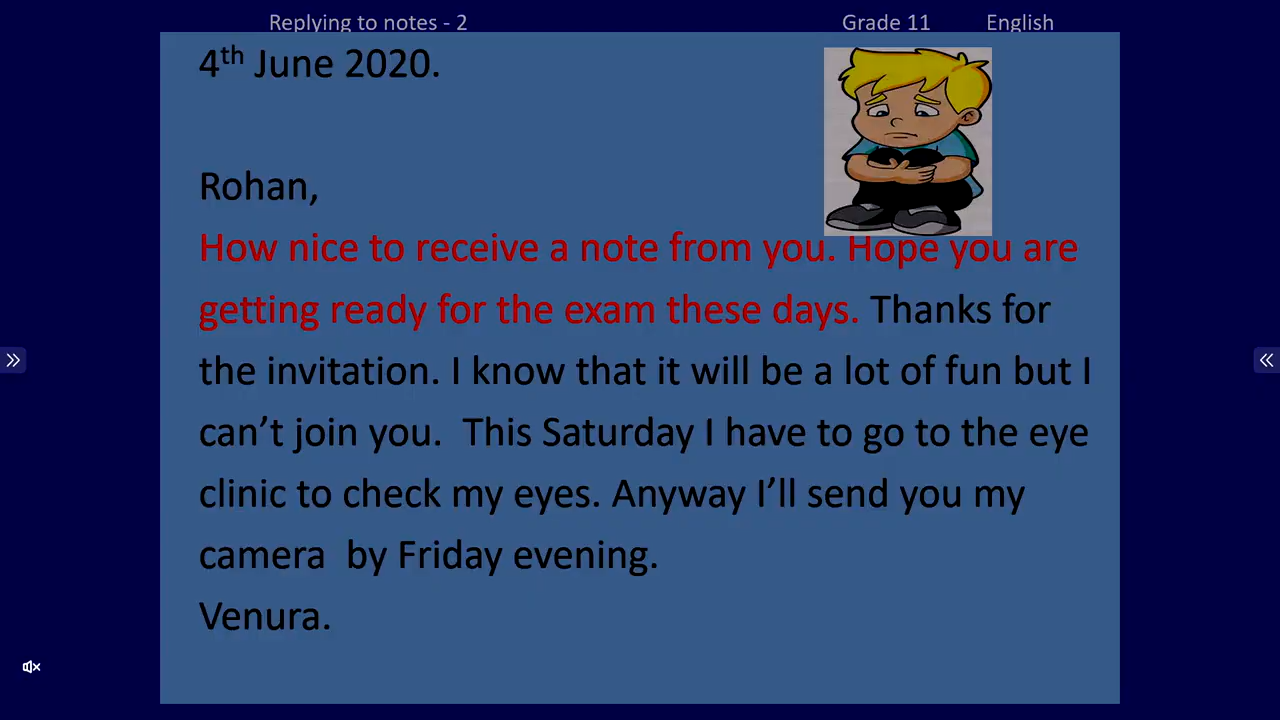 Replying to notes - 2 Grade 11 English
4th June 2020.
Rohan,
How nice to receive a note from you. Hope you are
getting ready for the exam these days. Thanks for
the invitation. I know that it will be a lot of fun but I
can’t join you.  This Saturday I have to go to the eye
clinic to check my eyes. Anyway I’ll send you my
camera  by Friday evening.
Venura.